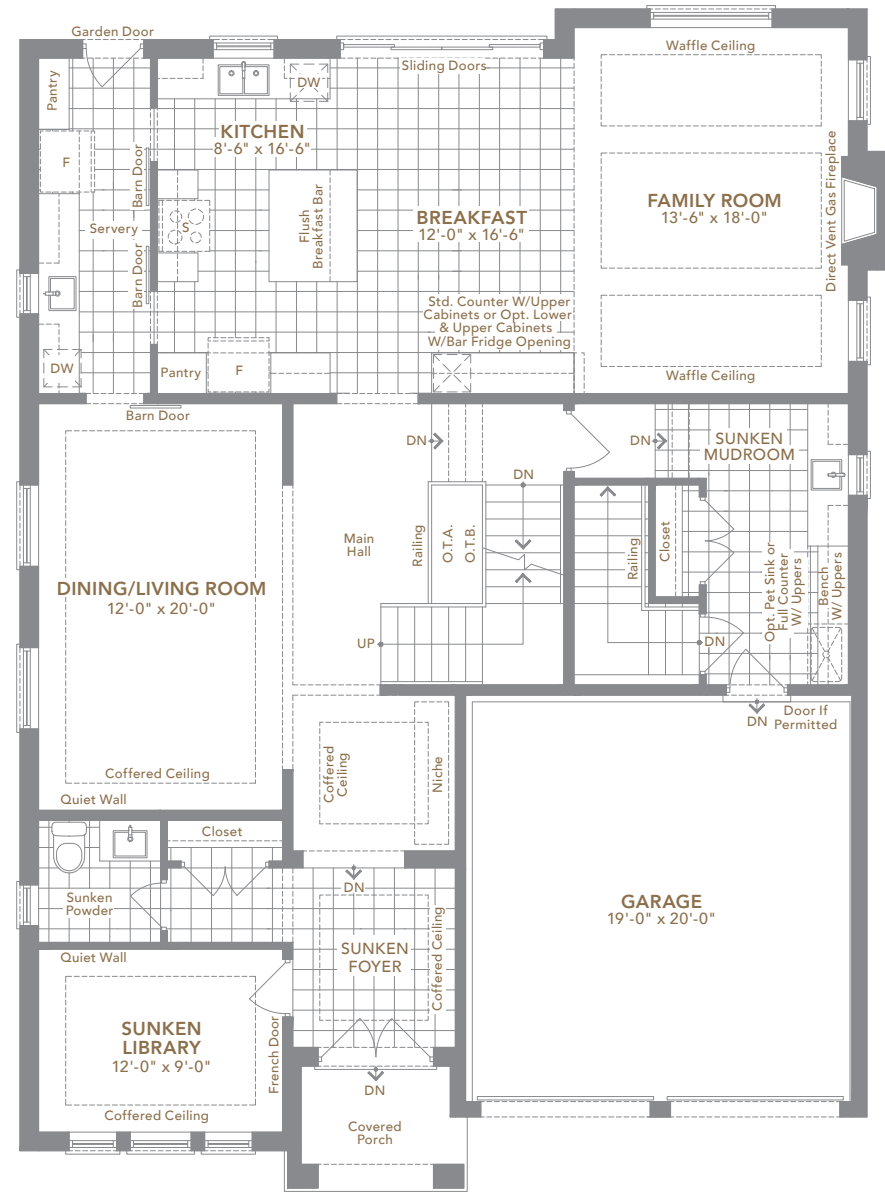 Garden Door
Waffle Ceiling
Sliding Doors
Pantry
DW
KITCHEN
8'-6" x 16'-6"
F
Barn Door
Servery
Barn Door
S
Flush
Breakfast Bar
BREAKFAST
12'-0" x 16'-6"
FAMILY ROOM
13'-6" x 18'-0"
Direct Vent Gas Fireplace
Std. Counter W/Upper
Cabinets or Opt. Lower
& Upper Cabinets
W/Bar Fridge Opening
DW
Pantry
F
Waffle Ceiling
Barn Door
DN
DN
SUNKEN
MUDROOM
DN
Main
Hall
Railing
O.T.A.
O.T.B.
Railing
Closet
Opt. Pet Sink or
Full Counter
W/ Uppers
Bench
W/ Uppers
DINING/LIVING ROOM
12'-0" x 20'-0"
UP
DN
DN
Door If
Permitted
Coffered
Ceiling
Niche
Coffered Ceiling
Quiet Wall
Closet
DN
Sunken
Powder
GARAGE
19'-0" x 20'-0"
SUNKEN
FOYER
Coffered Ceiling
Quiet Wall
SUNKEN
LIBRARY
12'-0" x 9'-0"
French Door
DN
Coffered Ceiling
Covered
Porch